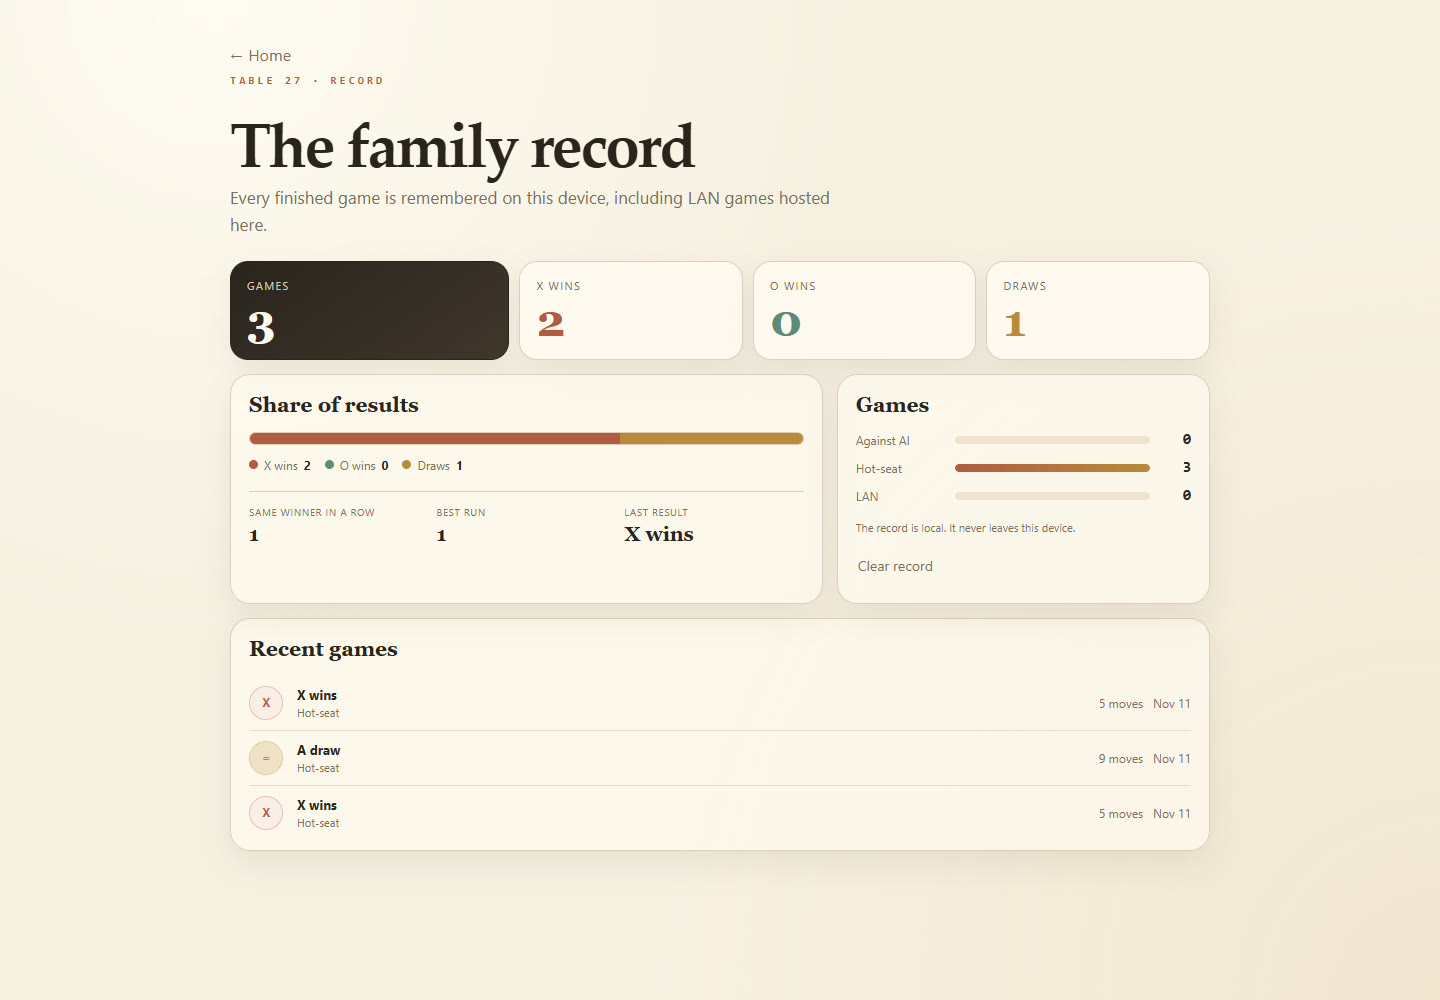 ← Home
TABLE 27 · RECORD
The family record
Every finished game is remembered on this device, including LAN games hosted
here.
GAMES
3
X WINS
2
O WINS
0
DRAWS
1
Share of results
X wins 2 O wins 0 Draws 1
SAME WINNER IN A ROW
1
BEST RUN
1
LAST RESULT
X wins
Games
Against AI 0
Hot-seat 3
LAN 0
The record is local. It never leaves this device.
Clear record
Recent games
X
X wins
Hot-seat
5 moves Nov 11
=
A draw
Hot-seat
9 moves Nov 11
X
X wins
Hot-seat
5 moves Nov 11